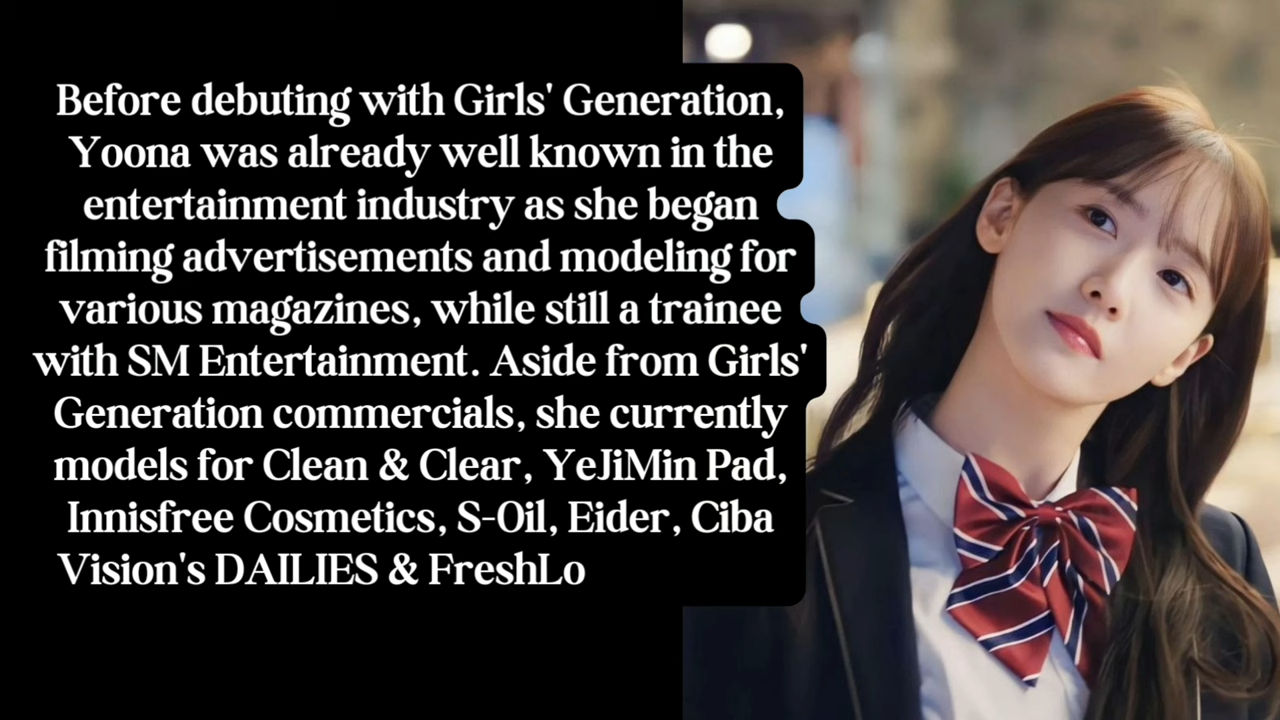 Before debuting with Girls' Generation,
Yoona was already well known in the
entertainment industry as she began
filming advertisements and modeling for
various magazines, while still a trainee
with SM Entertainment. Aside from Girls'
Generation commercials, she currently
models for Clean & Clear, YeJiMin Pad,
Innisfree Cosmetics, S-Oil, Eider, Ciba
Vision's DAILIES & FreshLo